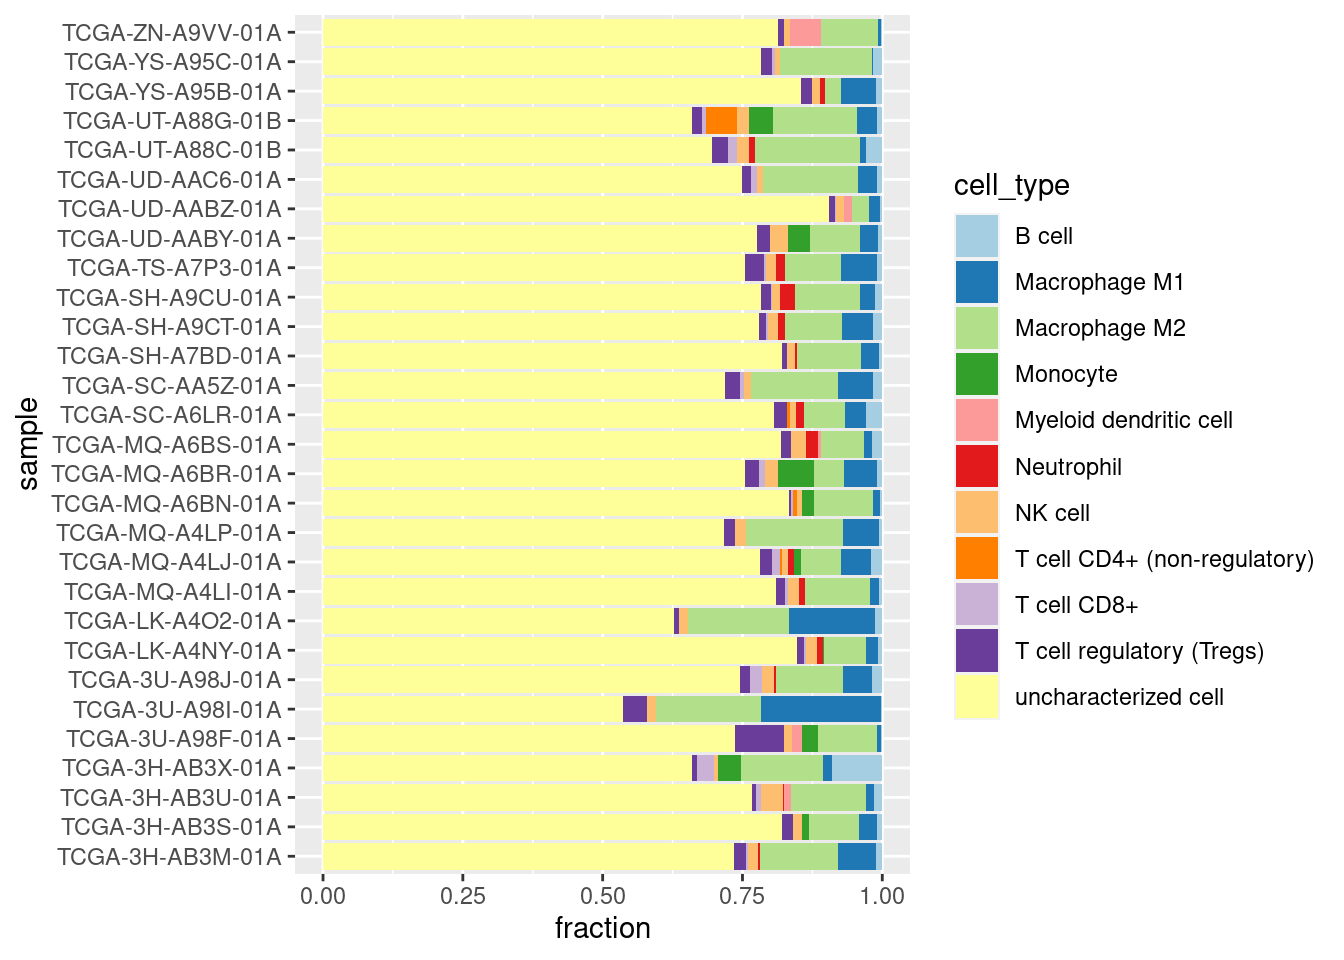 TCGA-ZN-A9VV-01A
TCGA-YS-A95C-01A
TCGA-YS-A95B-01A
TCGA-UT-A88G-01B
TCGA-UT-A88C-01B
TCGA-UD-AAC6-01A
TCGA-UD-AABZ-01A
TCGA-UD-AABY-01A
TCGA-TS-A7P3-01A
TCGA-SH-A9CU-01A
TCGA-SH-A9CT-01A
TCGA-SH-A7BD-01A
TCGA-SC-AA5Z-01A
TCGA-SC-A6LR-01A
TCGA-MQ-A6BS-01A
TCGA-MQ-A6BR-01A
TCGA-MQ-A6BN-01A
TCGA-MQ-A4LP-01A
TCGA-MQ-A4LJ-01A
TCGA-MQ-A4LI-01A
TCGA-LK-A4O2-01A
TCGA-LK-A4NY-01A
TCGA-3U-A98J-01A
TCGA-3U-A98I-01A
TCGA-3U-A98F-01A
TCGA-3H-AB3X-01A
TCGA-3H-AB3U-01A
TCGA-3H-AB3S-01A
TCGA-3H-AB3M-01A
sample
0.00 0.25 0.50 0.75 1.00
fraction
cell_type
B cell
Macrophage M1
Macrophage M2
Monocyte
Myeloid dendritic cell
Neutrophil
NK cell
T cell CD4+ (non-regulatory)
T cell CD8+
T cell regulatory (Tregs)
uncharacterized cell